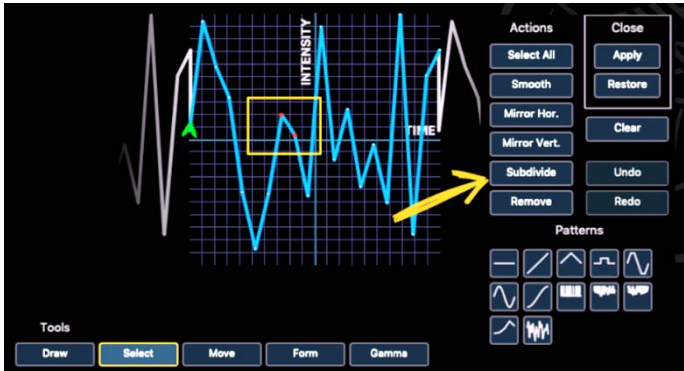 Actions
Close
Select All
Apply
Smooth
Restore
Mirror Hor.
Clear
Mirror Vert.
Subdivide
Undo
Remove
Redo
INTENSITY
TIME
Patterns
Tools
Draw
Select
Move
Form
Gamma